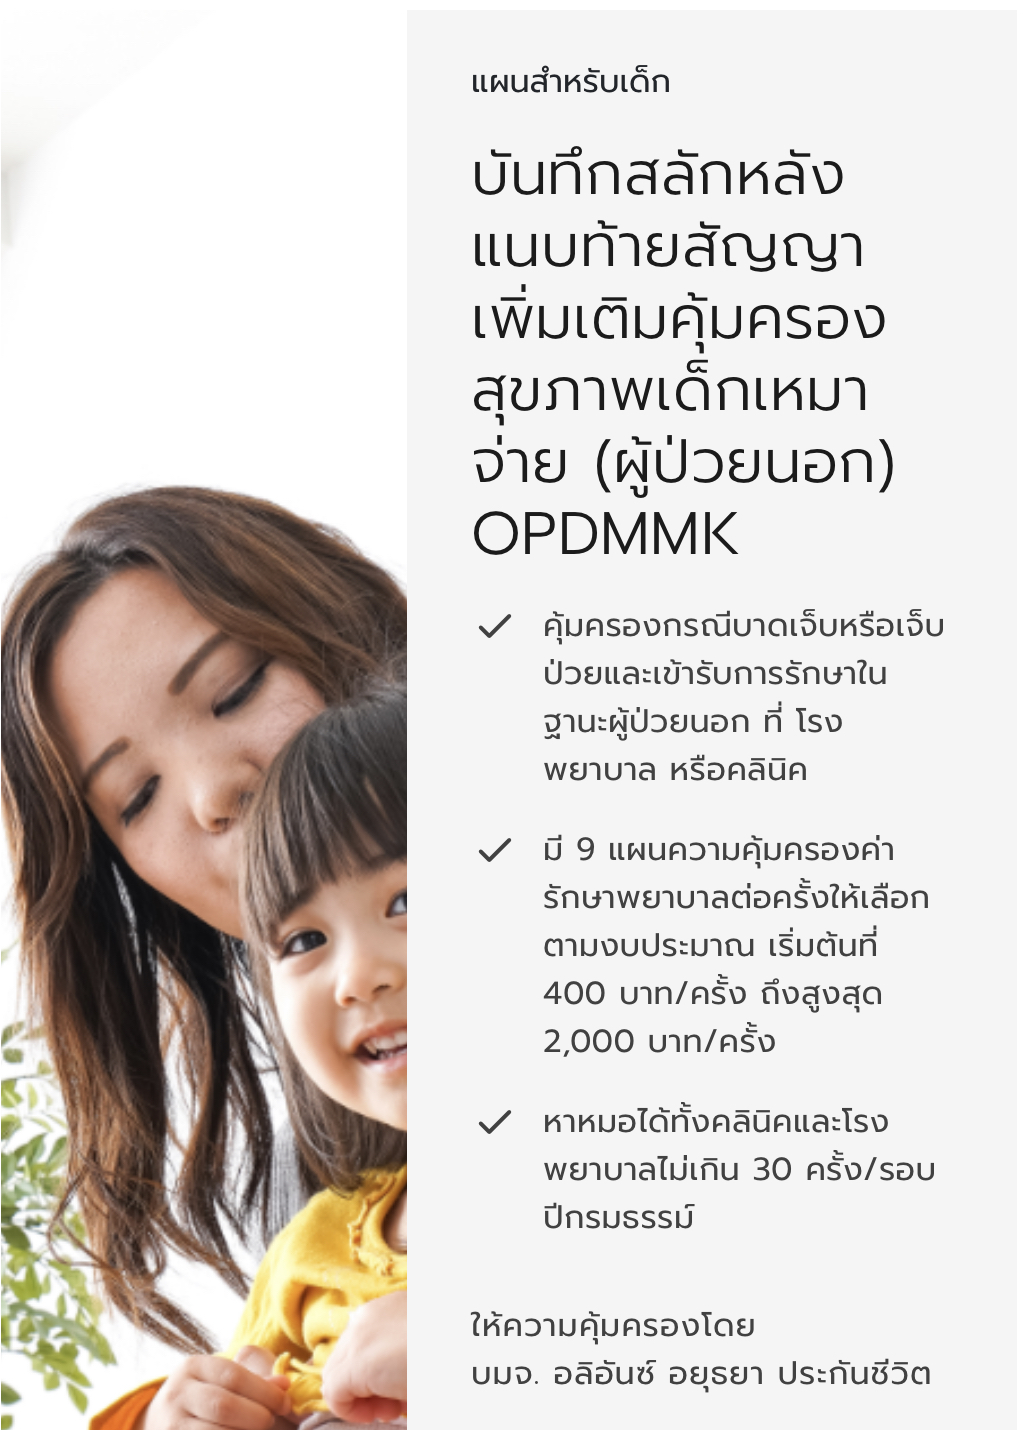 แผนสำหรับเด็ก
บันทึกสลักหลัง
แนบท้ายสัญญา
เพิ่มเติมคุ้มครอง
สุขภาพเด็กเหมา
จ่าย (ผู้ป่วยนอก)
OPDMMK
คุ้มครองกรณีบาดเจ็บหรือเจ็บ
ป่วยและเข้ารับการรักษาใน
ฐานะผู้ป่วยนอก ที่ โรง
พยาบาล หรือคลินิค
มี 9 แผนความคุ้มครองค่า
รักษาพยาบาลต่อครั้งให้เลือก
ตามงบประมาณ เริ่มต้นที่
400 บาท/ครั้ง ถึงสูงสุด
2,000 บาท/ครั้ง
หาหมอได้ทั้งคลินิคและโรง
พยาบาลไม่เกิน 30 ครั้ง/รอบ
ปีกรมธรรม์
ให้ความคุ้มครองโดย
บมจ. อลิอันซ์ อยุธยา ประกันชีวิต